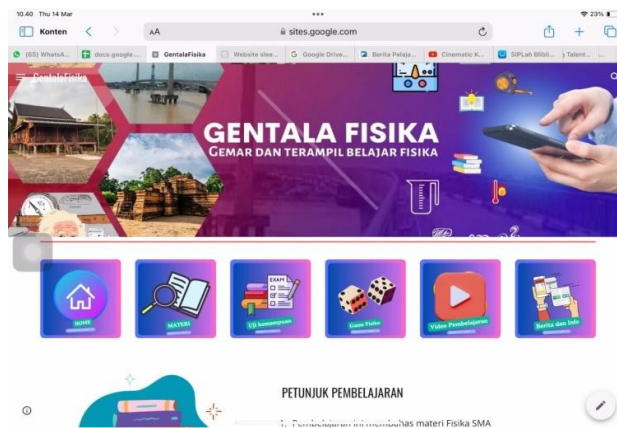 10.40 Thu 14 Mar
23%
Konten
AA
sites.google.com
(65) WhatsA...
docs.google...
GentalaFisika
Website slee...
Google Drive...
Berita Pelaja...
Cinematic K...
SIPLah Blibli...
Talent...
GentalaFisika
GENTALA FISIKA
GEMAR DAN TERAMPIL BELAJAR FISIKA
EXAM
HOME
MATERI
Uji kemampuan
Game Fisika
Video Pembelajaran
Berita dan Info
PETUNJUK PEMBELAJARAN
1. Pembelajaran ini membahas materi Fisika SMA